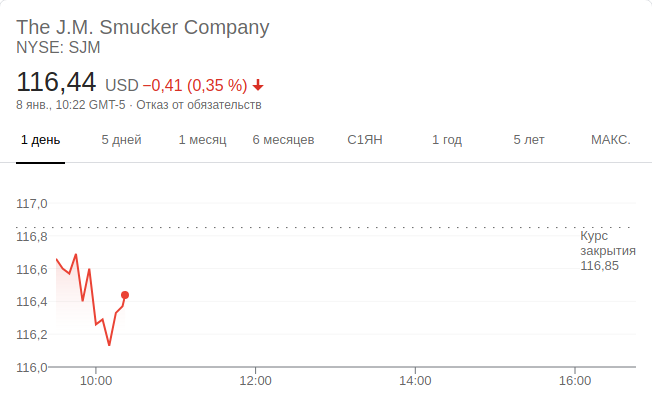 The J.M. Smucker Company
NYSE: SJM
116,44 USD −0,41 (0,35 %)
8 янв., 10:22 GMT-5 · Отказ от обязательств
1 день 5 дней 1 месяц 6 месяцев С1ЯН 1 год 5 лет МАКС.
117,0
116,8
116,6
116,4
116,2
116,0
Курс
закрытия
116,85
10:00 12:00 14:00 16:00